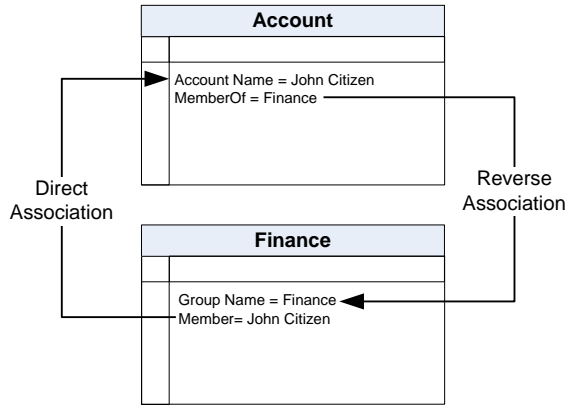 Account
Account Name = John Citizen
MemberOf = Finance
Direct
Association
Reverse
Association
Finance
Group Name = Finance
Member= John Citizen